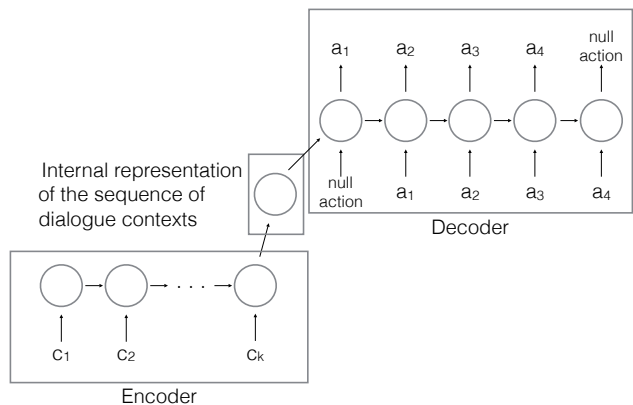 a1 a2 a3 a4 null action
Internal representation
of the sequence of
dialogue contexts
null action a1 a2 a3 a4
Decoder
· · ·
c1 c2 ck
Encoder